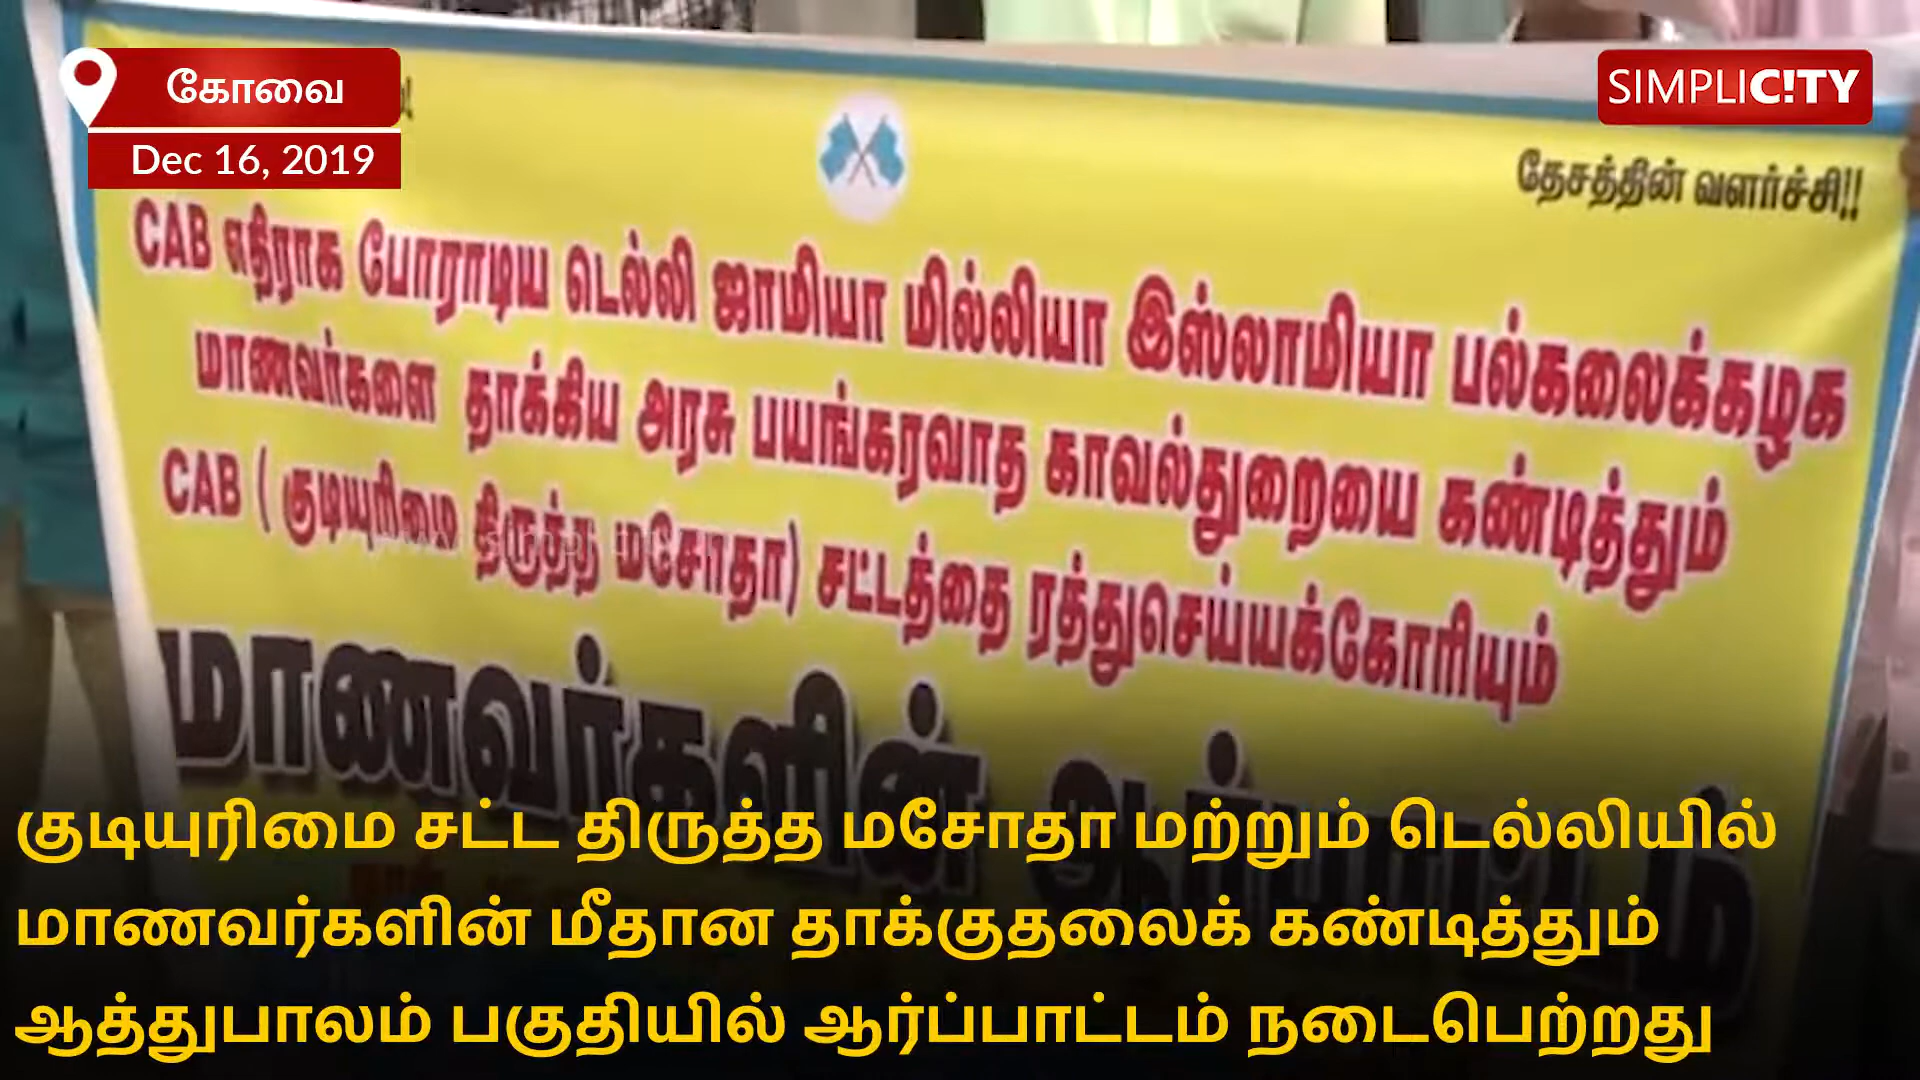 கோவை
Dec 16, 2019
SIMPLIC!TY
தேசத்தின் வளர்ச்சி!!
CAB எதிராக போராடிய டெல்லி ஜாமியா மில்லியா இஸ்லாமியா பல்கலைக்கழக
மாணவர்களை தாக்கிய அரசு பயங்கரவாத காவல்துறையை கண்டித்தும்
CAB ( குடியுரிமை திருத்த மசோதா) சட்டத்தை ரத்துசெய்யக்கோரியும்
மாணவர்களின் ஆர்ப்பாட்டம்
குடியுரிமை சட்ட திருத்த மசோதா மற்றும் டெல்லியில்
மாணவர்களின் மீதான தாக்குதலைக் கண்டித்தும்
ஆத்துபாலம் பகுதியில் ஆர்ப்பாட்டம் நடைபெற்றது